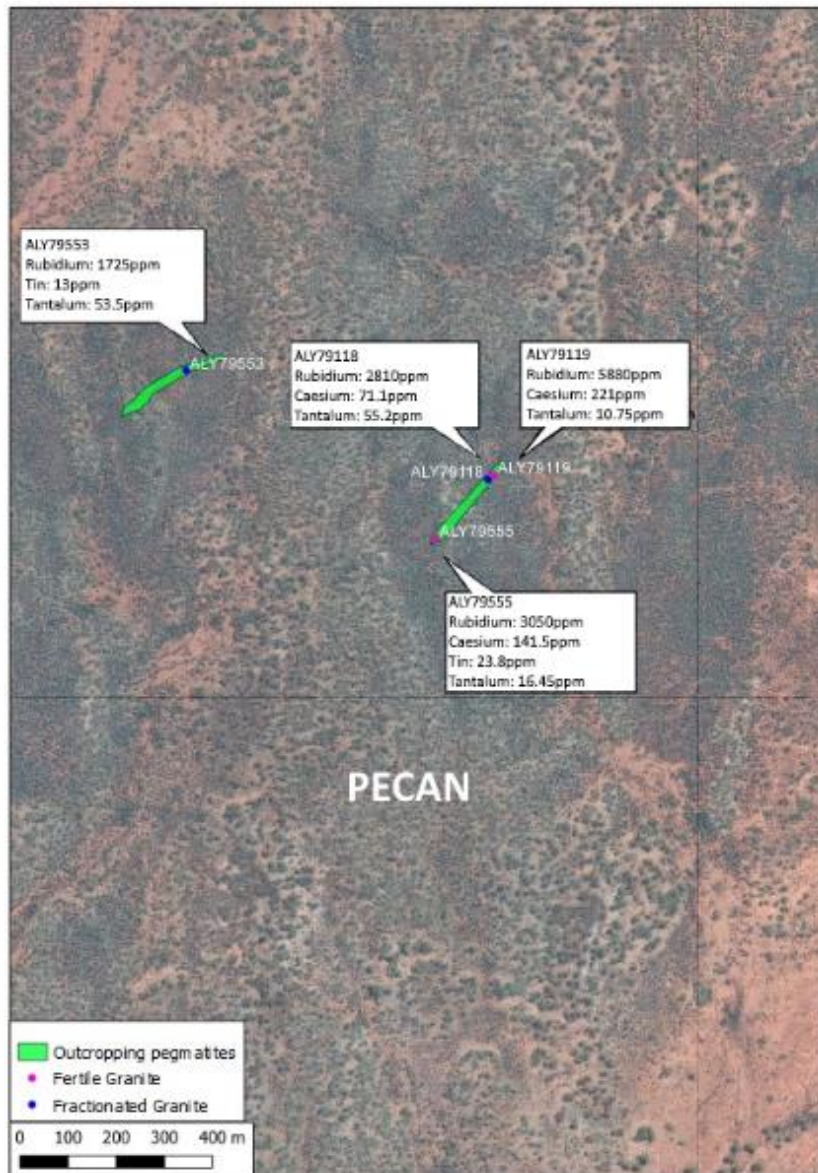 ALY79553
Rubidium: 1725ppm
Tin: 13ppm
Tantalum: 53.5ppm
ALY79553
ALY79118
Rubidium: 2810ppm
Caesium: 71.1ppm
Tantalum: 55.2ppm
ALY79119
Rubidium: 5880ppm
Caesium: 221ppm
Tantalum: 10.75ppm
ALY79118
ALY79119
ALY79555
ALY79555
Rubidium: 3050ppm
Caesium: 141.5ppm
Tin: 23.8ppm
Tantalum: 16.45ppm
PECAN
Outcropping pegmatites
Fertile Granite
Fractionated Granite
0 100 200 300 400 m